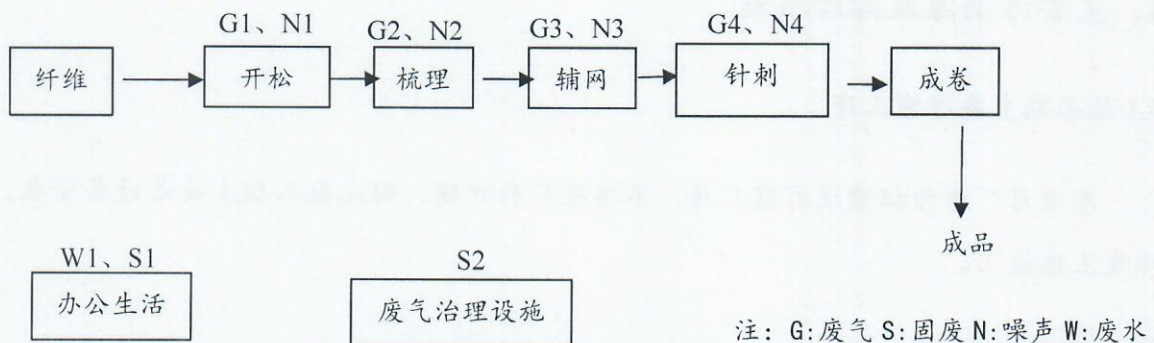 G1、N1
G2、N2
G3、N3
G4、N4
纤维
开松
梳理
辅网
针刺
成卷
成品
W1、S1
办公生活
S2
废气治理设施
注：G:废气 S:固废 N:噪声 W:废水